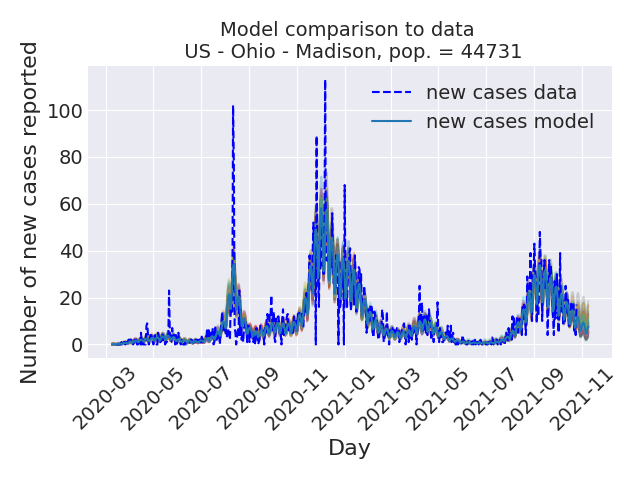 Model comparison to data
US - Ohio - Madison, pop. = 44731
Number of new cases reported
100
80
60
40
20
0
new cases data
new cases model
2020-03
2020-05
2020-07
2020-09
2020-11
2021-01
2021-03
2021-05
2021-07
2021-09
2021-11
Day